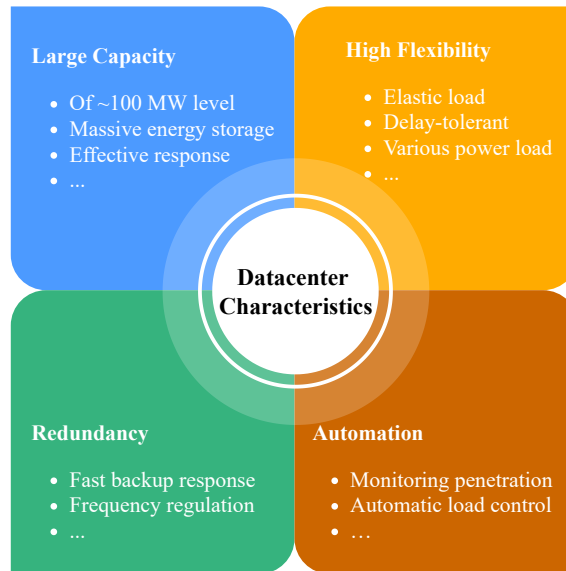 Large Capacity
• Of ~100 MW level
• Massive energy storage
• Effective response
• ...
High Flexibility
• Elastic load
• Delay-tolerant
• Various power load
• ...
Datacenter
Characteristics
Redundancy
• Fast backup response
• Frequency regulation
• ...
Automation
• Monitoring penetration
• Automatic load control
• …